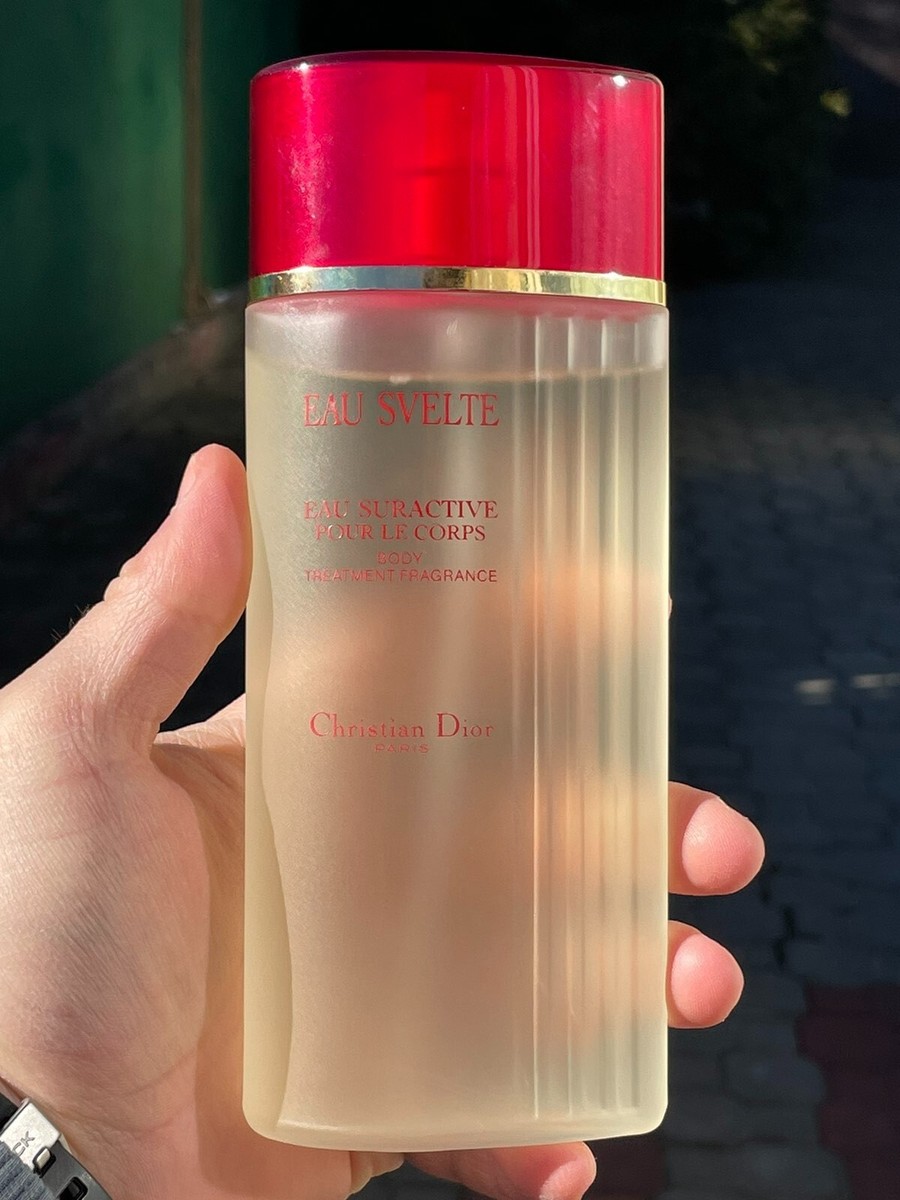 EAU SVELTE
EAU SURACTIVE
POUR LE CORPS
BODY
TREATMENT FRAGRANCE
Christian Dior
PARIS